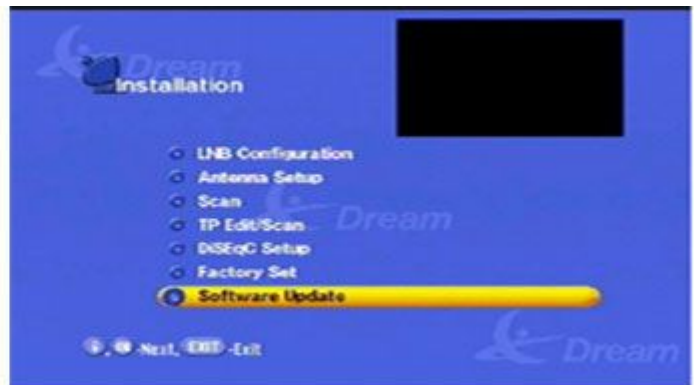 Dream
Installation
LNB Configuration
Antenna Setup
Scan
TP Edit/Scan
Dream
DiSEqC Setup
Factory Set
Software Update
-Next, EXIT -Exit
Dream